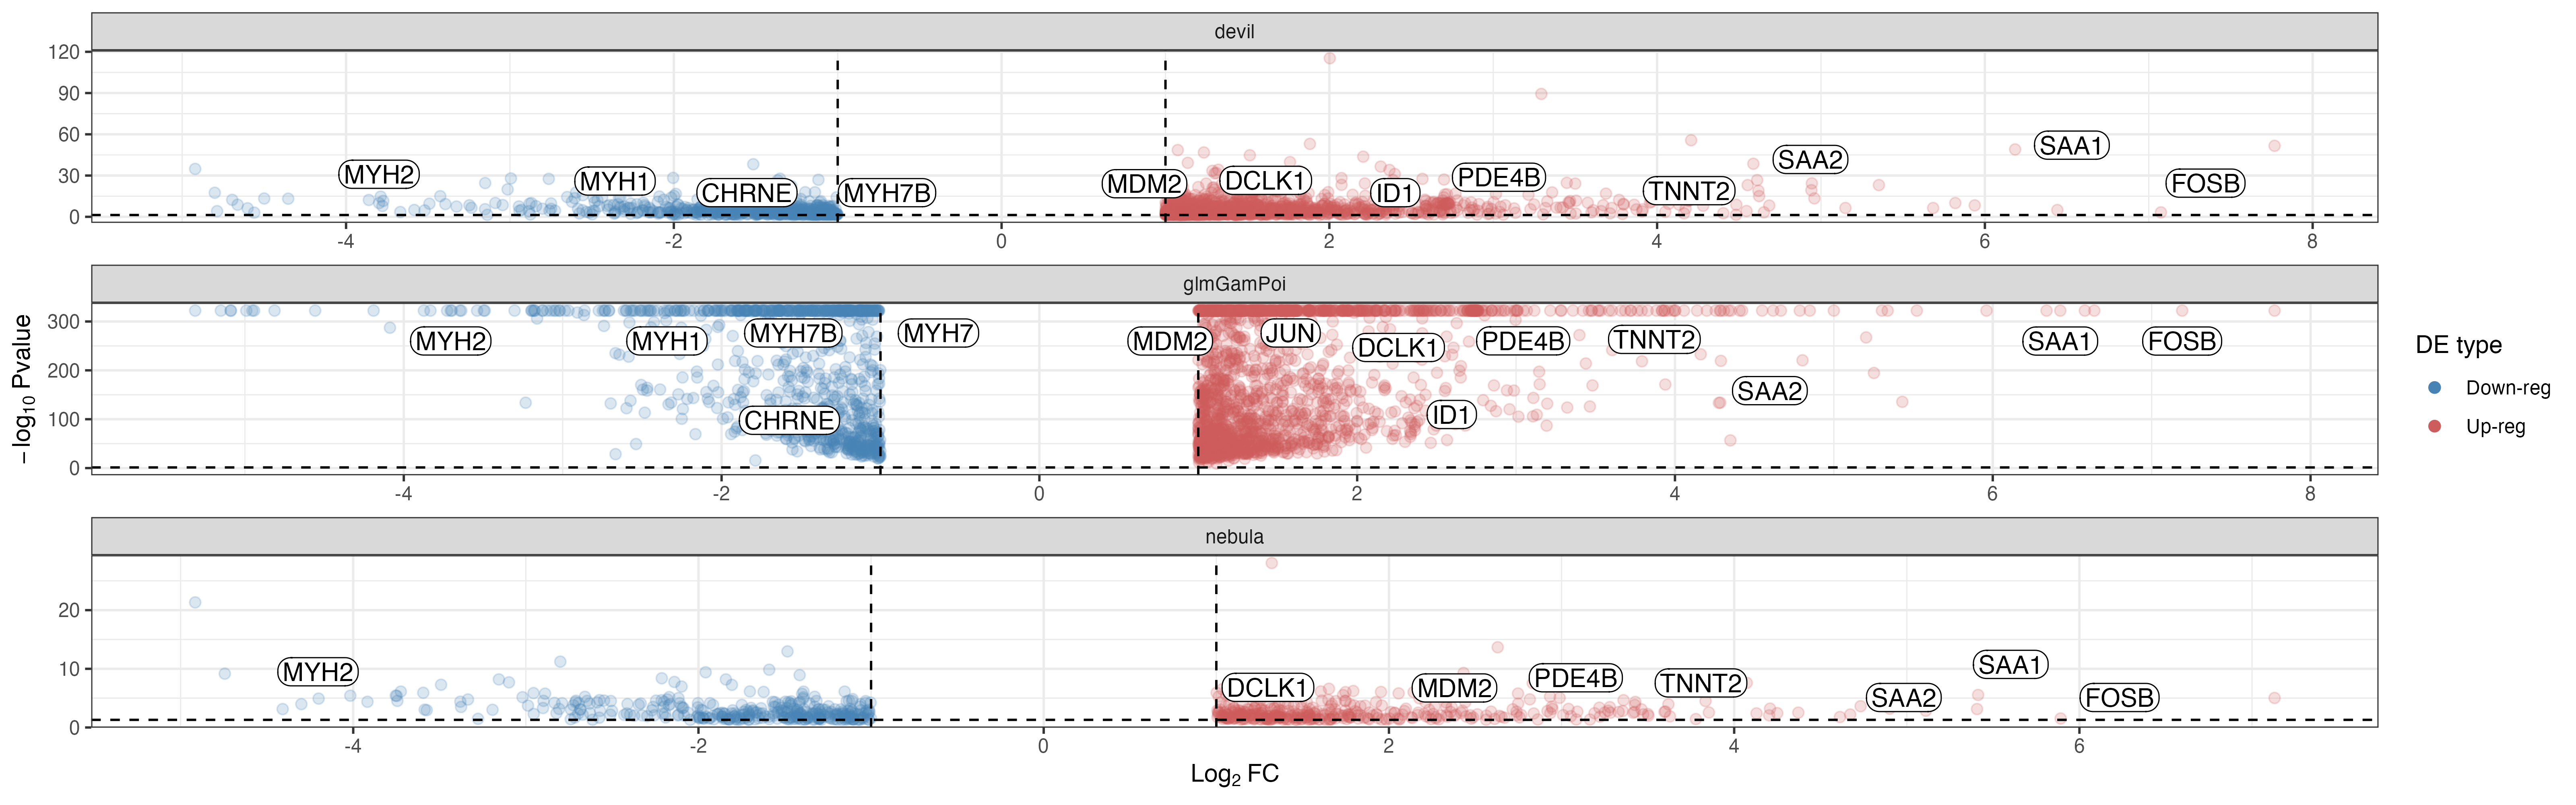 devil
120
90
60
30
0
MYH2
MYH1
CHRNE
MYH7B
MDM2
DCLK1
ID1
PDE4B
TNNT2
SAA2
SAA1
FOSB
-4 -2 0 2 4 6 8
glmGamPoi
300
200
100
0
MYH2
MYH1
MYH7B
MYH7
CHRNE
MDM2
JUN
DCLK1
ID1
PDE4B
TNNT2
SAA2
SAA1
FOSB
-4 -2 0 2 4 6 8
nebula
20
10
0
MYH2
DCLK1
MDM2
PDE4B
TNNT2
SAA2
SAA1
FOSB
-4 -2 0 2 4 6
Log2 FC
−log10 Pvalue
DE type
Down-reg
Up-reg